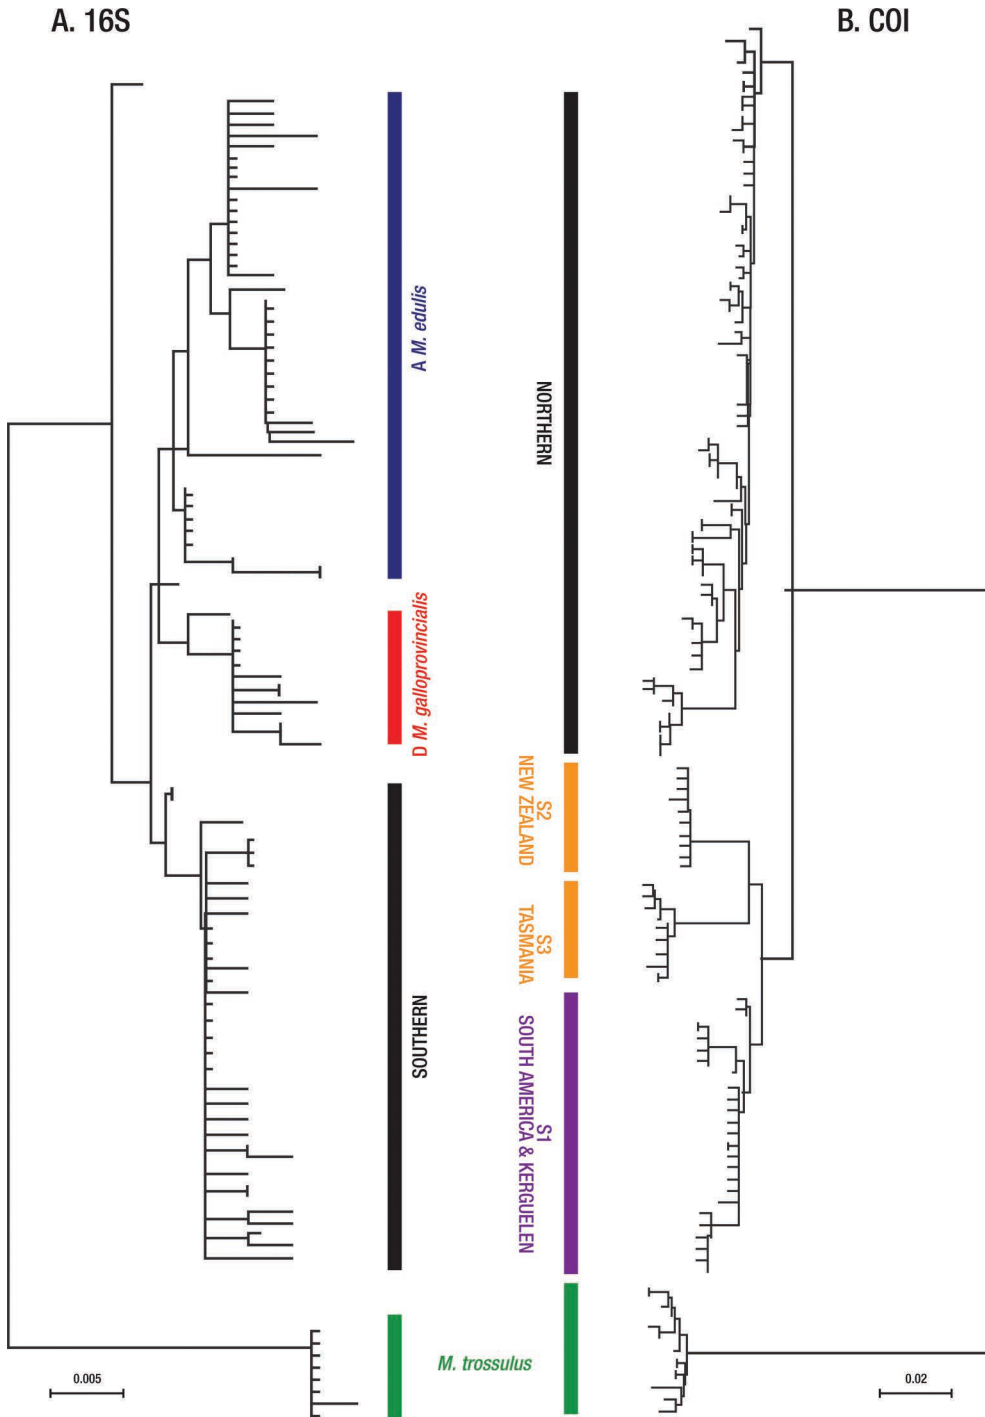 A. 16S
B. COI
A M. edulis
D M. galloprovincialis
SOUTHERN
NORTHERN
S2
NEW ZEALAND
S3
TASMANIA
S1
SOUTH AMERICA & KERGUELEN
M. trossulus
0.005
0.02